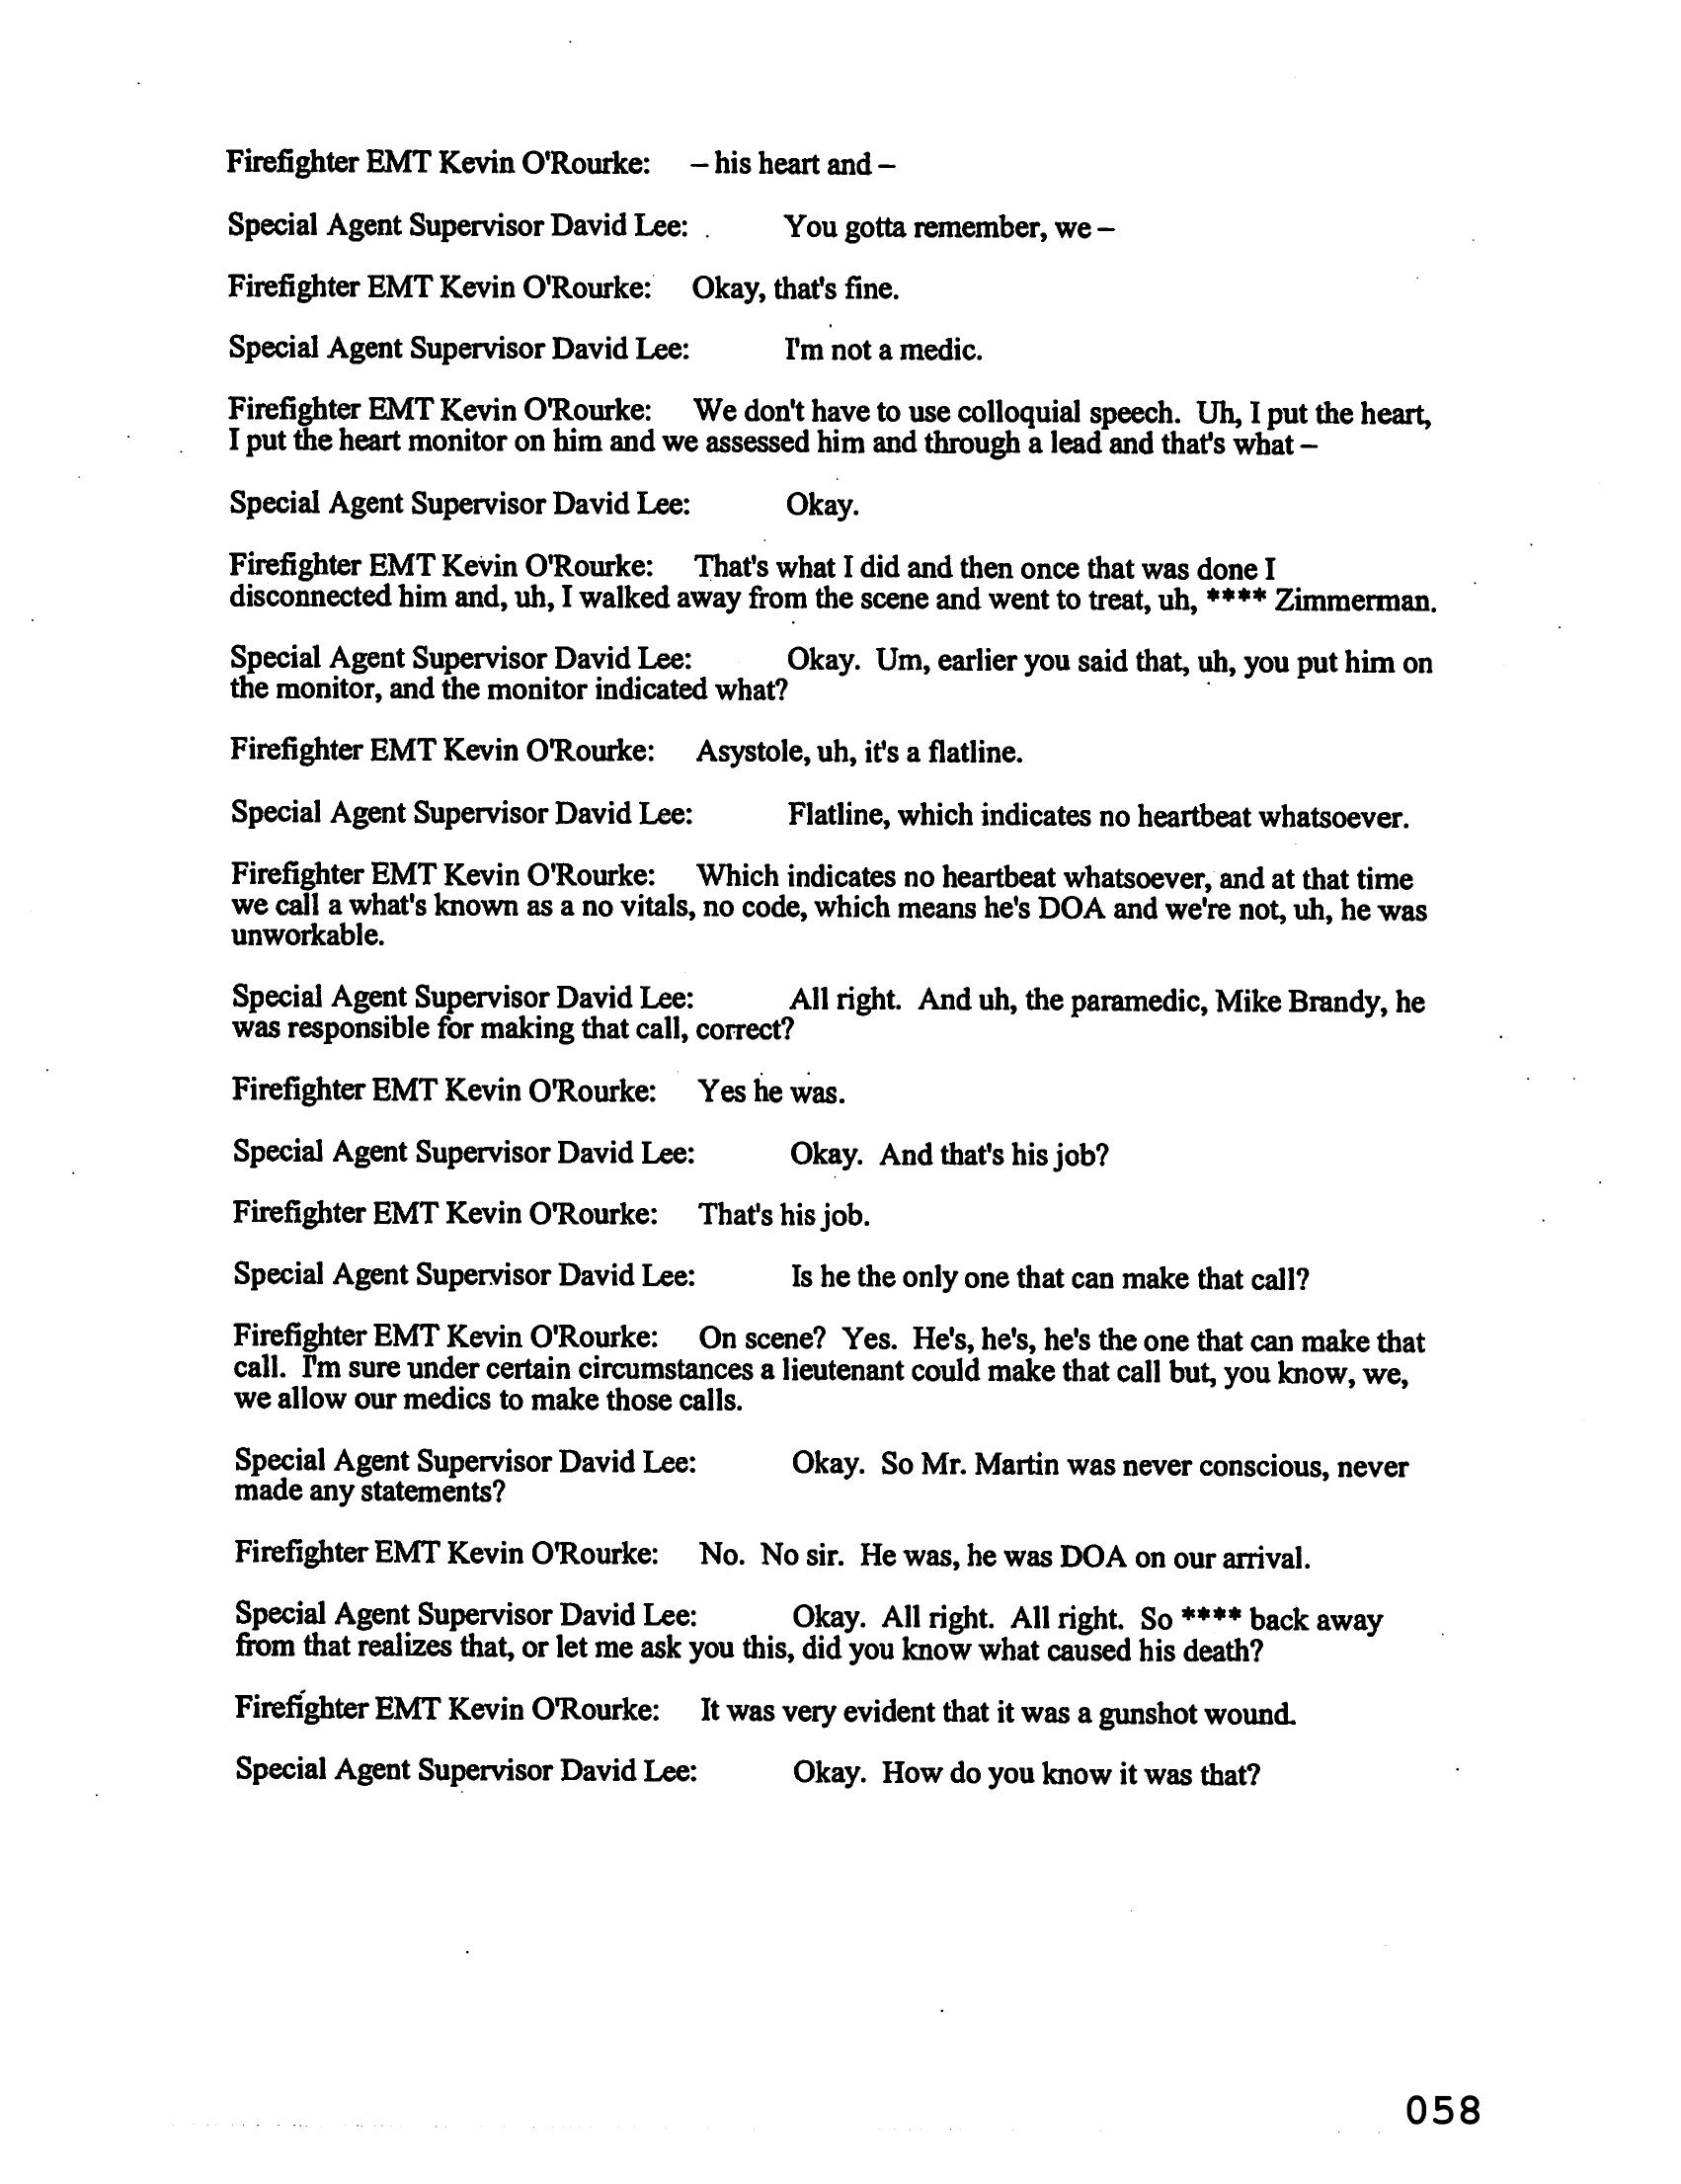 Firefighter EMT Kevin O'Rourke: – his heart and –
Special Agent Supervisor David Lee: You gotta remember, we –
Firefighter EMT Kevin O'Rourke: Okay, that's fine.
Special Agent Supervisor David Lee: I'm not a medic.
Firefighter EMT Kevin O'Rourke: We don't have to use colloquial speech. Uh, I put the heart,
I put the heart monitor on him and we assessed him and through a lead and that's what –
Special Agent Supervisor David Lee: Okay.
Firefighter EMT Kevin O'Rourke: That's what I did and then once that was done I
disconnected him and, uh, I walked away from the scene and went to treat, uh, **** Zimmerman.
Special Agent Supervisor David Lee: Okay. Um, earlier you said that, uh, you put him on
the monitor, and the monitor indicated what?
Firefighter EMT Kevin O'Rourke: Asystole, uh, it's a flatline.
Special Agent Supervisor David Lee: Flatline, which indicates no heartbeat whatsoever.
Firefighter EMT Kevin O'Rourke: Which indicates no heartbeat whatsoever, and at that time
we call a what's known as a no vitals, no code, which means he's DOA and we're not, uh, he was
unworkable.
Special Agent Supervisor David Lee: All right. And uh, the paramedic, Mike Brandy, he
was responsible for making that call, correct?
Firefighter EMT Kevin O'Rourke: Yes he was.
Special Agent Supervisor David Lee: Okay. And that's his job?
Firefighter EMT Kevin O'Rourke: That's his job.
Special Agent Supervisor David Lee: Is he the only one that can make that call?
Firefighter EMT Kevin O'Rourke: On scene? Yes. He's, he's, he's the one that can make that
call. I'm sure under certain circumstances a lieutenant could make that call but, you know, we,
we allow our medics to make those calls.
Special Agent Supervisor David Lee: Okay. So Mr. Martin was never conscious, never
made any statements?
Firefighter EMT Kevin O'Rourke: No. No sir. He was, he was DOA on our arrival.
Special Agent Supervisor David Lee: Okay. All right. All right. So **** back away
from that realizes that, or let me ask you this, did you know what caused his death?
Firefighter EMT Kevin O'Rourke: It was very evident that it was a gunshot wound.
Special Agent Supervisor David Lee: Okay. How do you know it was that?
058